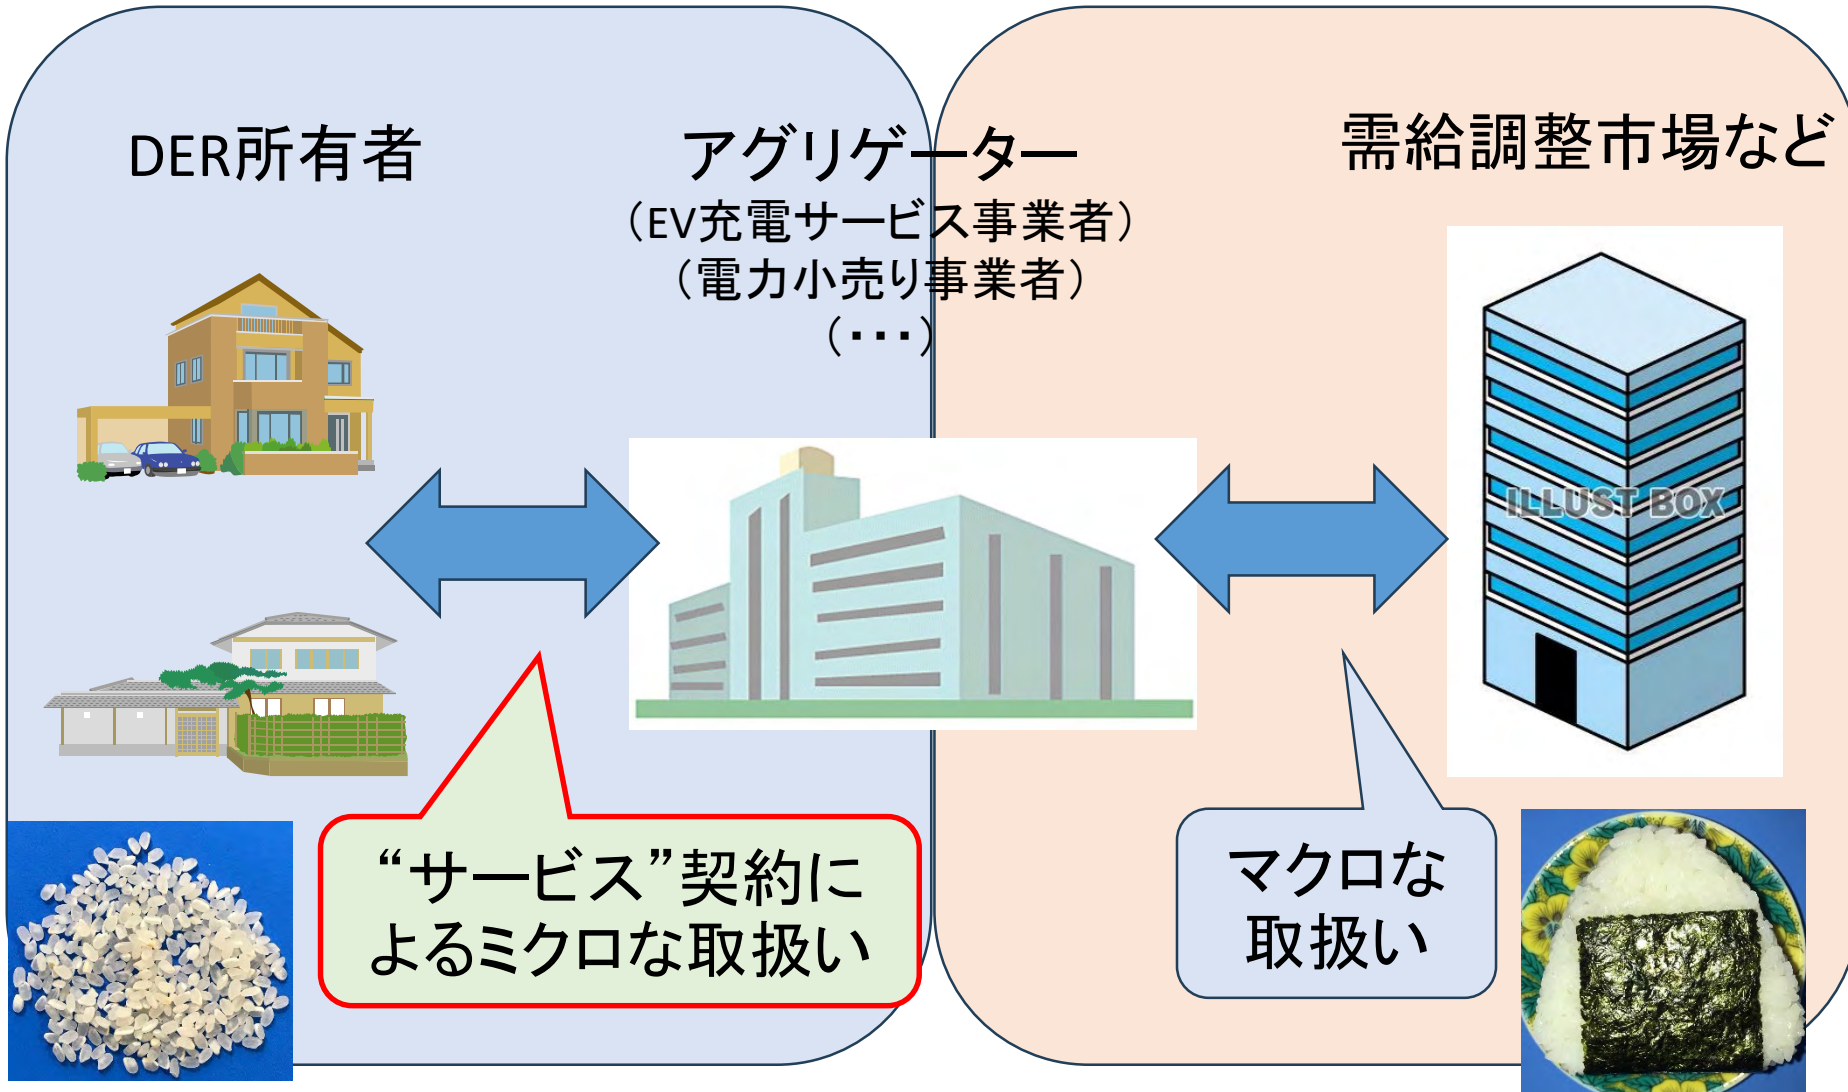 DER所有者
アグリゲーター
（EV充電サービス事業者）
（電力小売り事業者）
（・・・）
需給調整市場など
ILLUST BOX
“サービス”契約に
よるミクロな取扱い
マクロな
取扱い